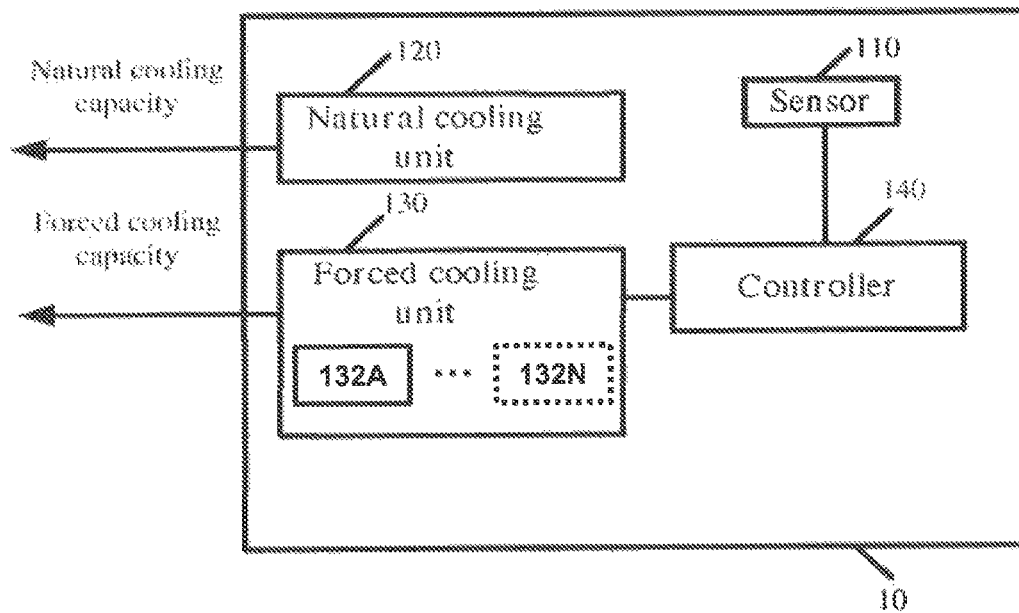 Natural cooling
capacity
120
Natural cooling
unit
110
Sensor
Forced cooling
capacity
130
Forced cooling
unit
132A ... 132N
140
Controller
10